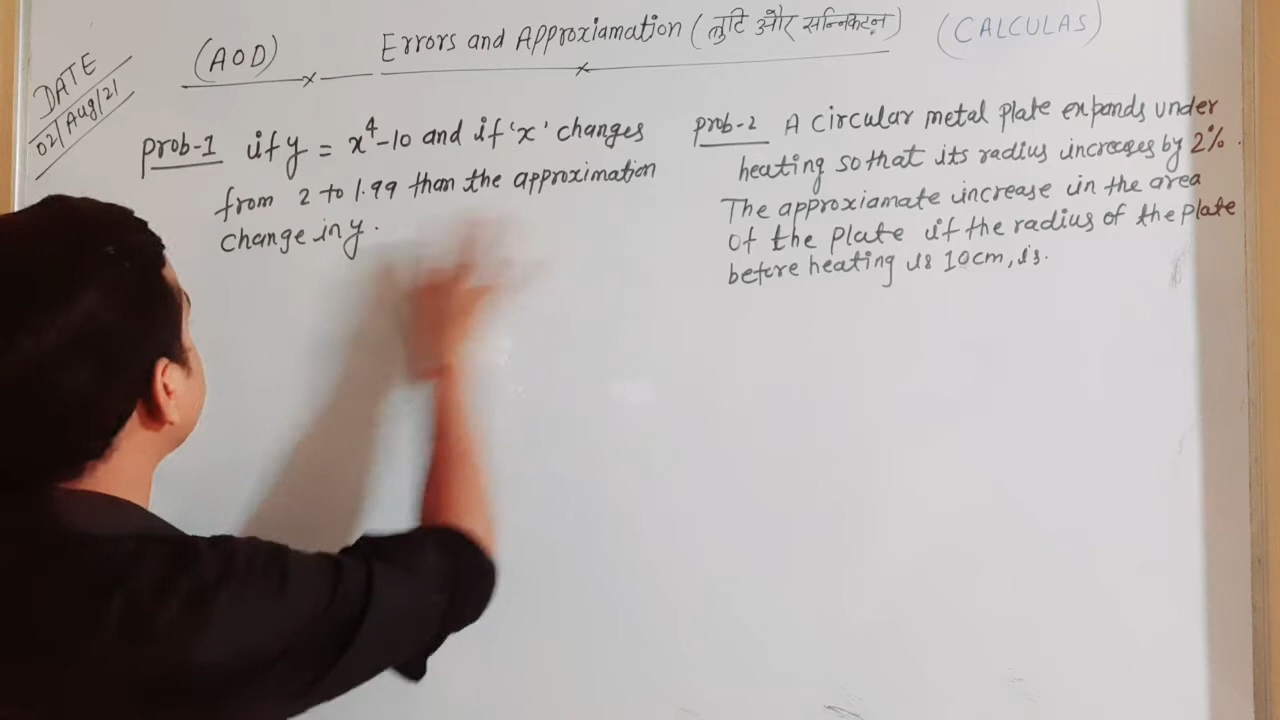 DATE
02/Aug/21
(AOD)
Errors and Approxiamation (त्रुटि और सन्निकटन)
(CALCULAS)
prob-1 if y = x⁴-10 and if 'x' changes
from 2 to 1.99 than the approximation
change in y.
prob-2 A circular metal plate expands under
heating so that its radius increases by 2%.
The approxiamate increase in the area
of the plate if the radius of the plate
before heating is 10cm, is.